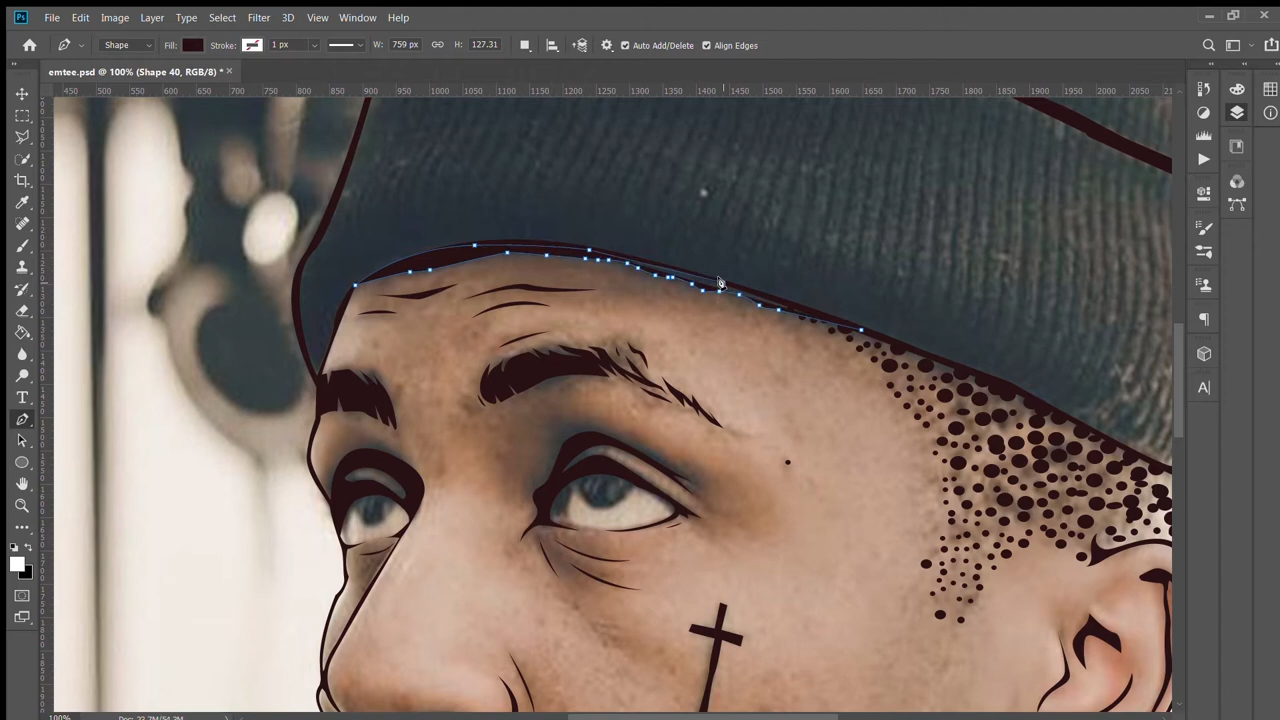 Ps File Edit Image Layer Type Select Filter 3D View Window Help
Shape Fill: Stroke: 1 px W: 759 px H: 127.31 Auto Add/Delete Align Edges
emtee.psd @ 100% (Shape 40, RGB/8) * ×
450 500 550 600 650 700 750 800 850 900 950 1000 1050 1100 1150 1200 1250 1300 1350 1400 1450 1500 1550 1600 1650 1700 1750 1800 1850 1900 1950 2000 2050
T
A
100%